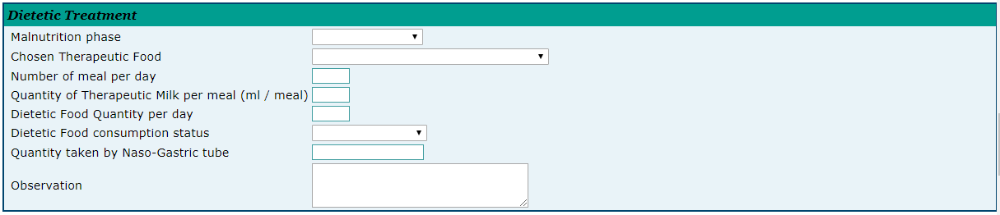 Dietetic Treatment
Malnutrition phase
Chosen Therapeutic Food
Number of meal per day
Quantity of Therapeutic Milk per meal (ml / meal)
Dietetic Food Quantity per day
Dietetic Food consumption status
Quantity taken by Naso-Gastric tube
Observation